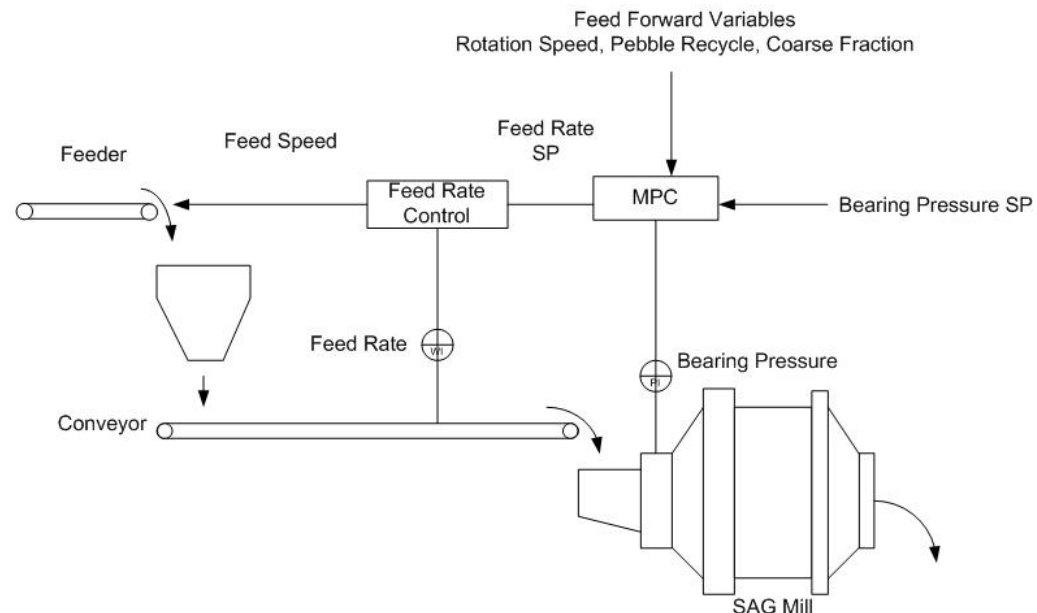 Feed Forward Variables
Rotation Speed, Pebble Recycle, Coarse Fraction
Feed Rate
SP
Feed Speed
Feeder
Feed Rate
Control
MPC
Bearing Pressure SP
Feed Rate
WI
Bearing Pressure
PI
Conveyor
SAG Mill